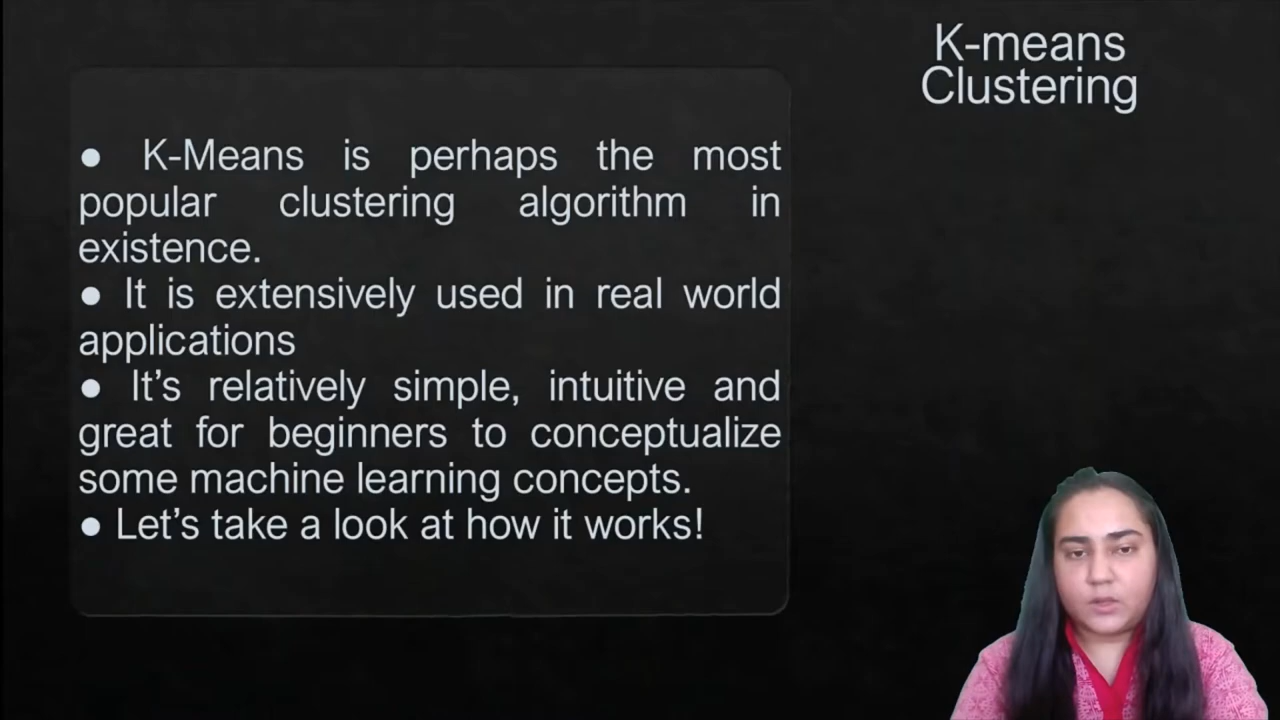 K-means
Clustering
● K-Means is perhaps the most
popular clustering algorithm in
existence.
● It is extensively used in real world
applications
● It’s relatively simple, intuitive and
great for beginners to conceptualize
some machine learning concepts.
● Let’s take a look at how it works!